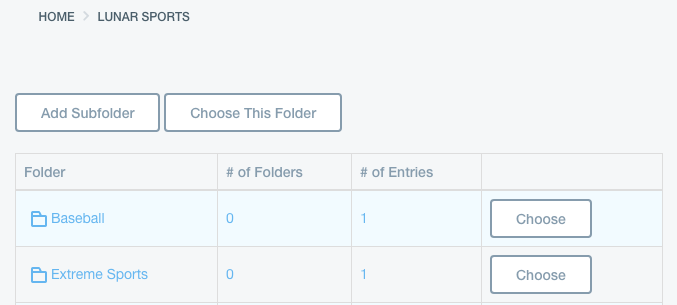 HOME > LUNAR SPORTS
Add Subfolder Choose This Folder
Folder # of Folders # of Entries
Baseball 0 1 Choose
Extreme Sports 0 1 Choose